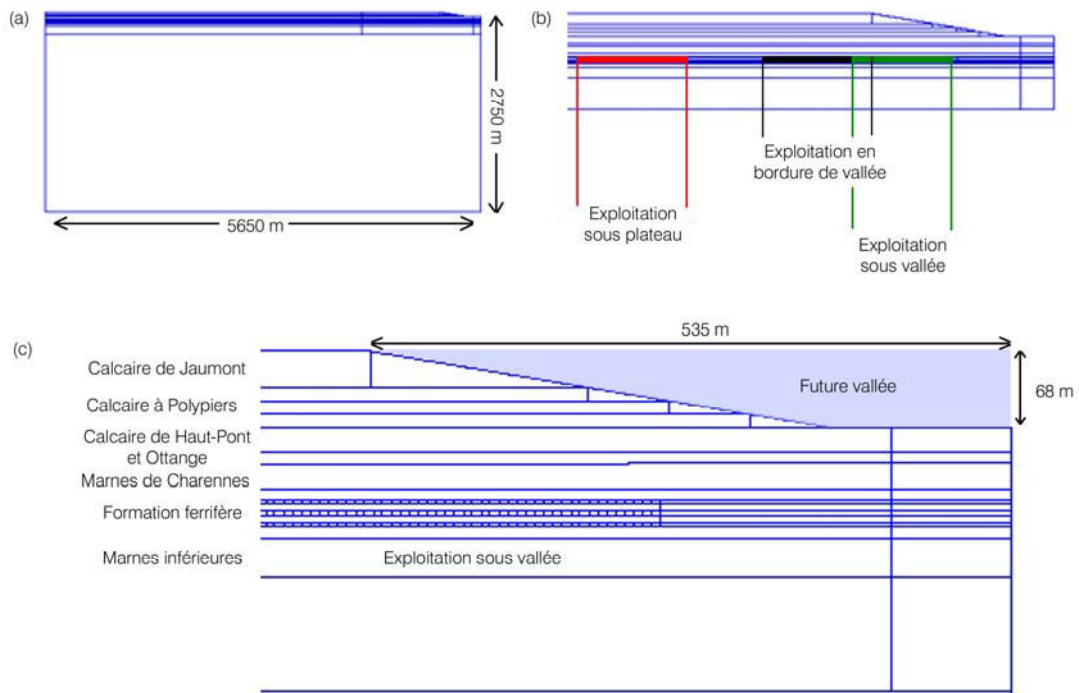 (a)
2750 m
5650 m
(b)
Exploitation en
bordure de vallée
Exploitation
sous plateau
Exploitation
sous vallée
(c)
535 m
Calcaire de Jaumont
Future vallée
68 m
Calcaire à Polypiers
Calcaire de Haut-Pont
et Ottange
Marnes de Charennes
Formation ferrifère
Marnes inférieures
Exploitation sous vallée